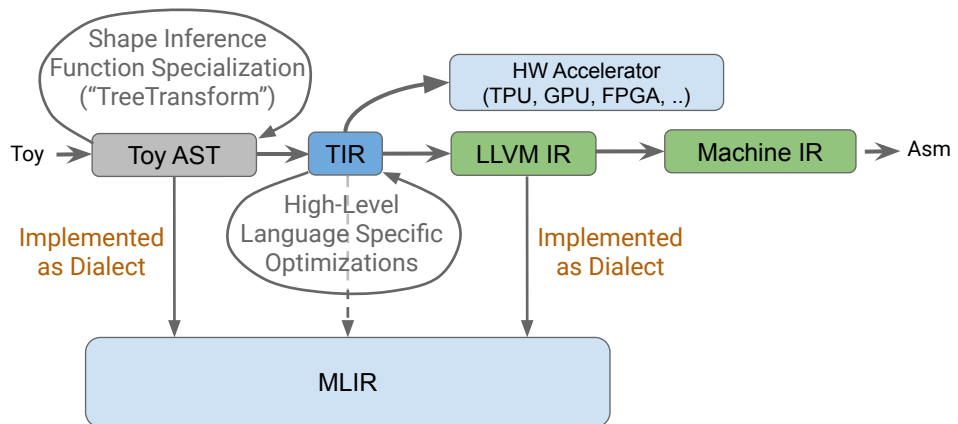 Shape Inference
Function Specialization
(“TreeTransform”)
HW Accelerator
(TPU, GPU, FPGA, ..)
Toy
Toy AST
TIR
LLVM IR
Machine IR
Asm
High-Level
Language Specific
Optimizations
Implemented
as Dialect
Implemented
as Dialect
MLIR